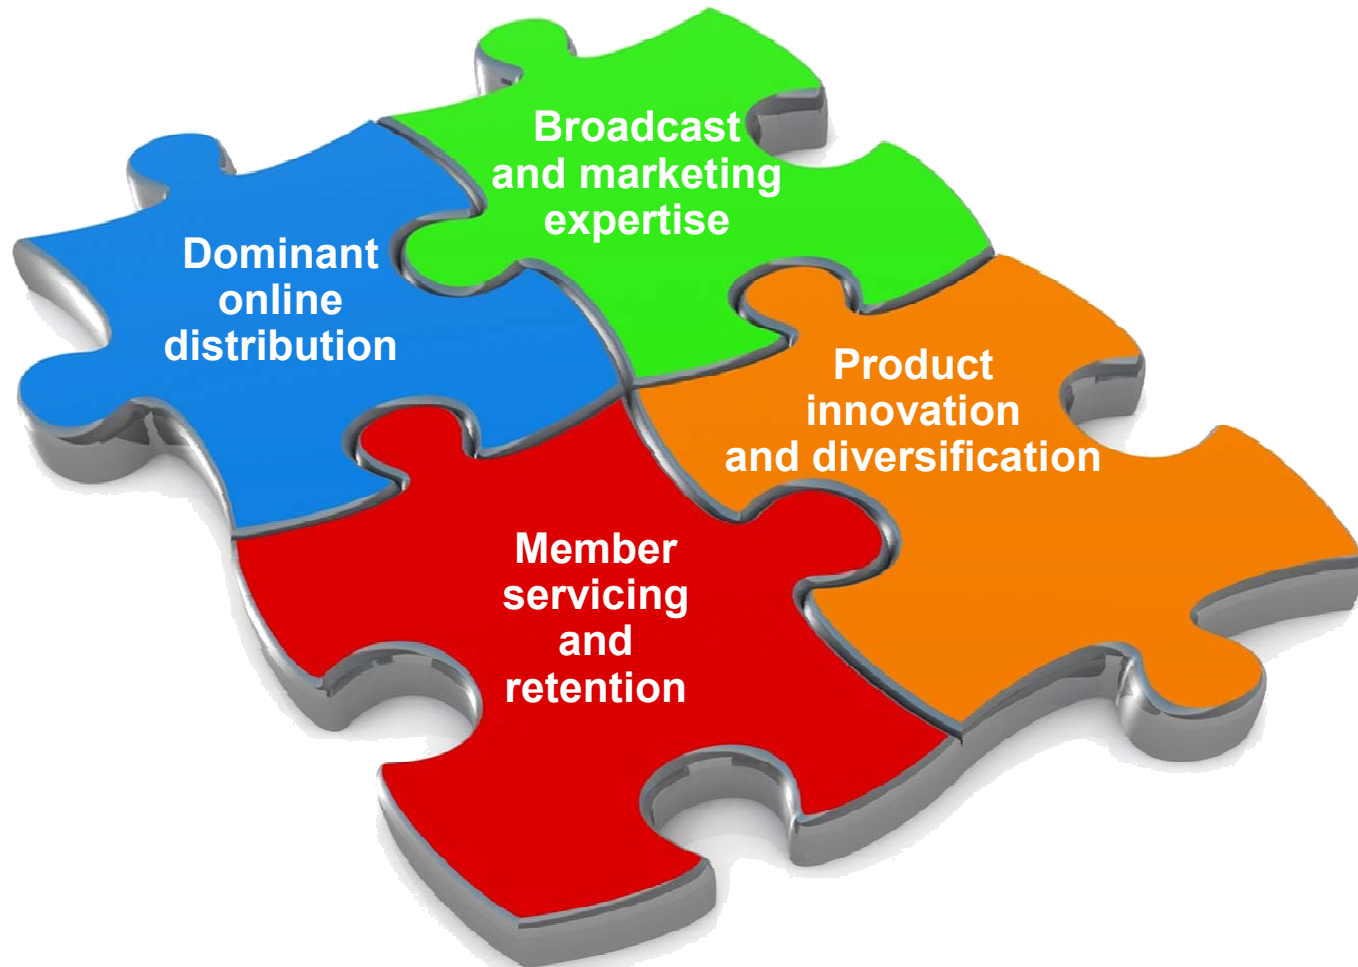 Broadcast
and marketing
expertise
Dominant
online
distribution
Product
innovation
and diversification
Member
servicing
and
retention